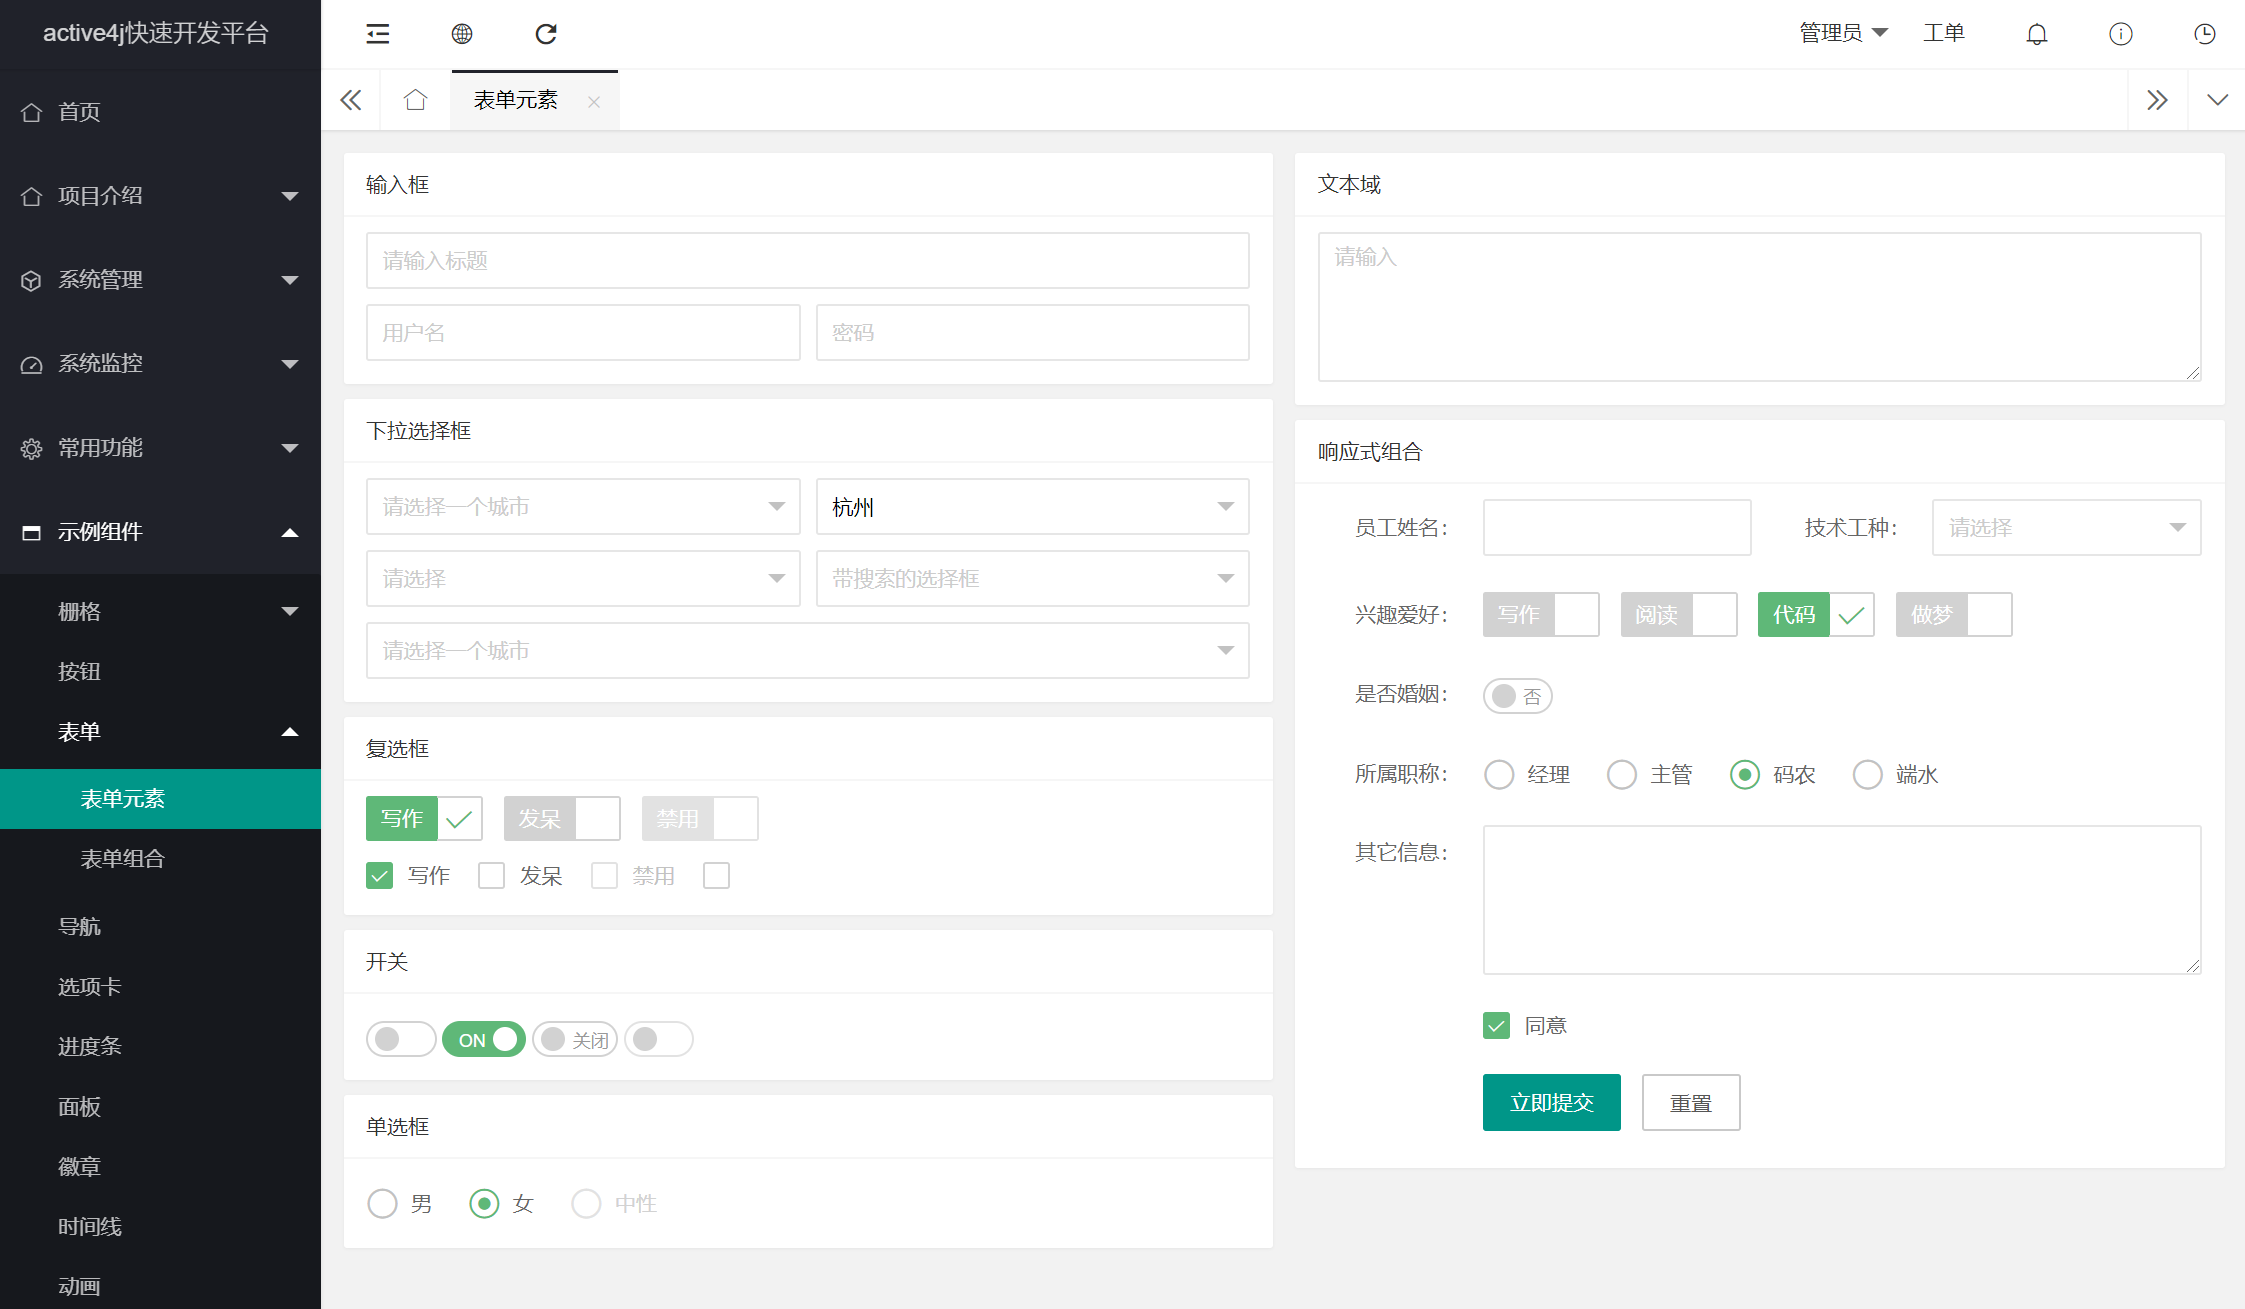 active4j快速开发平台
首页
项目介绍
系统管理
系统监控
常用功能
示例组件
栅格
按钮
表单
表单元素
表单组合
导航
选项卡
进度条
面板
徽章
时间线
动画
管理员
工单
表单元素
输入框
请输入标题
用户名 密码
下拉选择框
请选择一个城市 杭州
请选择 带搜索的选择框
请选择一个城市
复选框
写作 发呆 禁用
写作 发呆 禁用
开关
ON 关闭
单选框
男 女 中性
文本域
请输入
响应式组合
员工姓名： 技术工种： 请选择
兴趣爱好： 写作 阅读 代码 做梦
是否婚姻： 否
所属职称： 经理 主管 码农 端水
其它信息：
同意
立即提交 重置